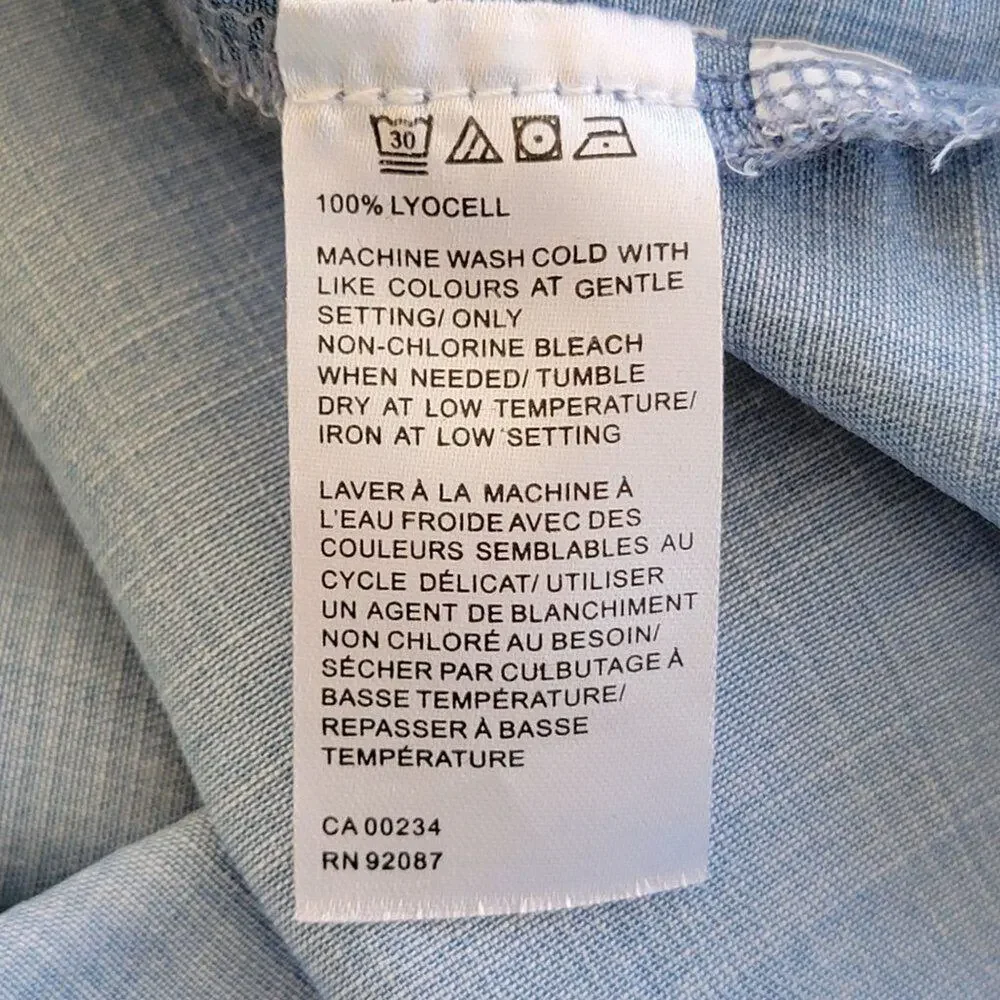 30
100% LYOCELL
MACHINE WASH COLD WITH
LIKE COLOURS AT GENTLE
SETTING/ ONLY
NON-CHLORINE BLEACH
WHEN NEEDED/ TUMBLE
DRY AT LOW TEMPERATURE/
IRON AT LOW SETTING
LAVER À LA MACHINE À
L'EAU FROIDE AVEC DES
COULEURS SEMBLABLES AU
CYCLE DÉLICAT/ UTILISER
UN AGENT DE BLANCHIMENT
NON CHLORÉ AU BESOIN/
SÉCHER PAR CULBUTAGE À
BASSE TEMPÉRATURE/
REPASSER À BASSE
TEMPÉRATURE
CA 00234
RN 92087